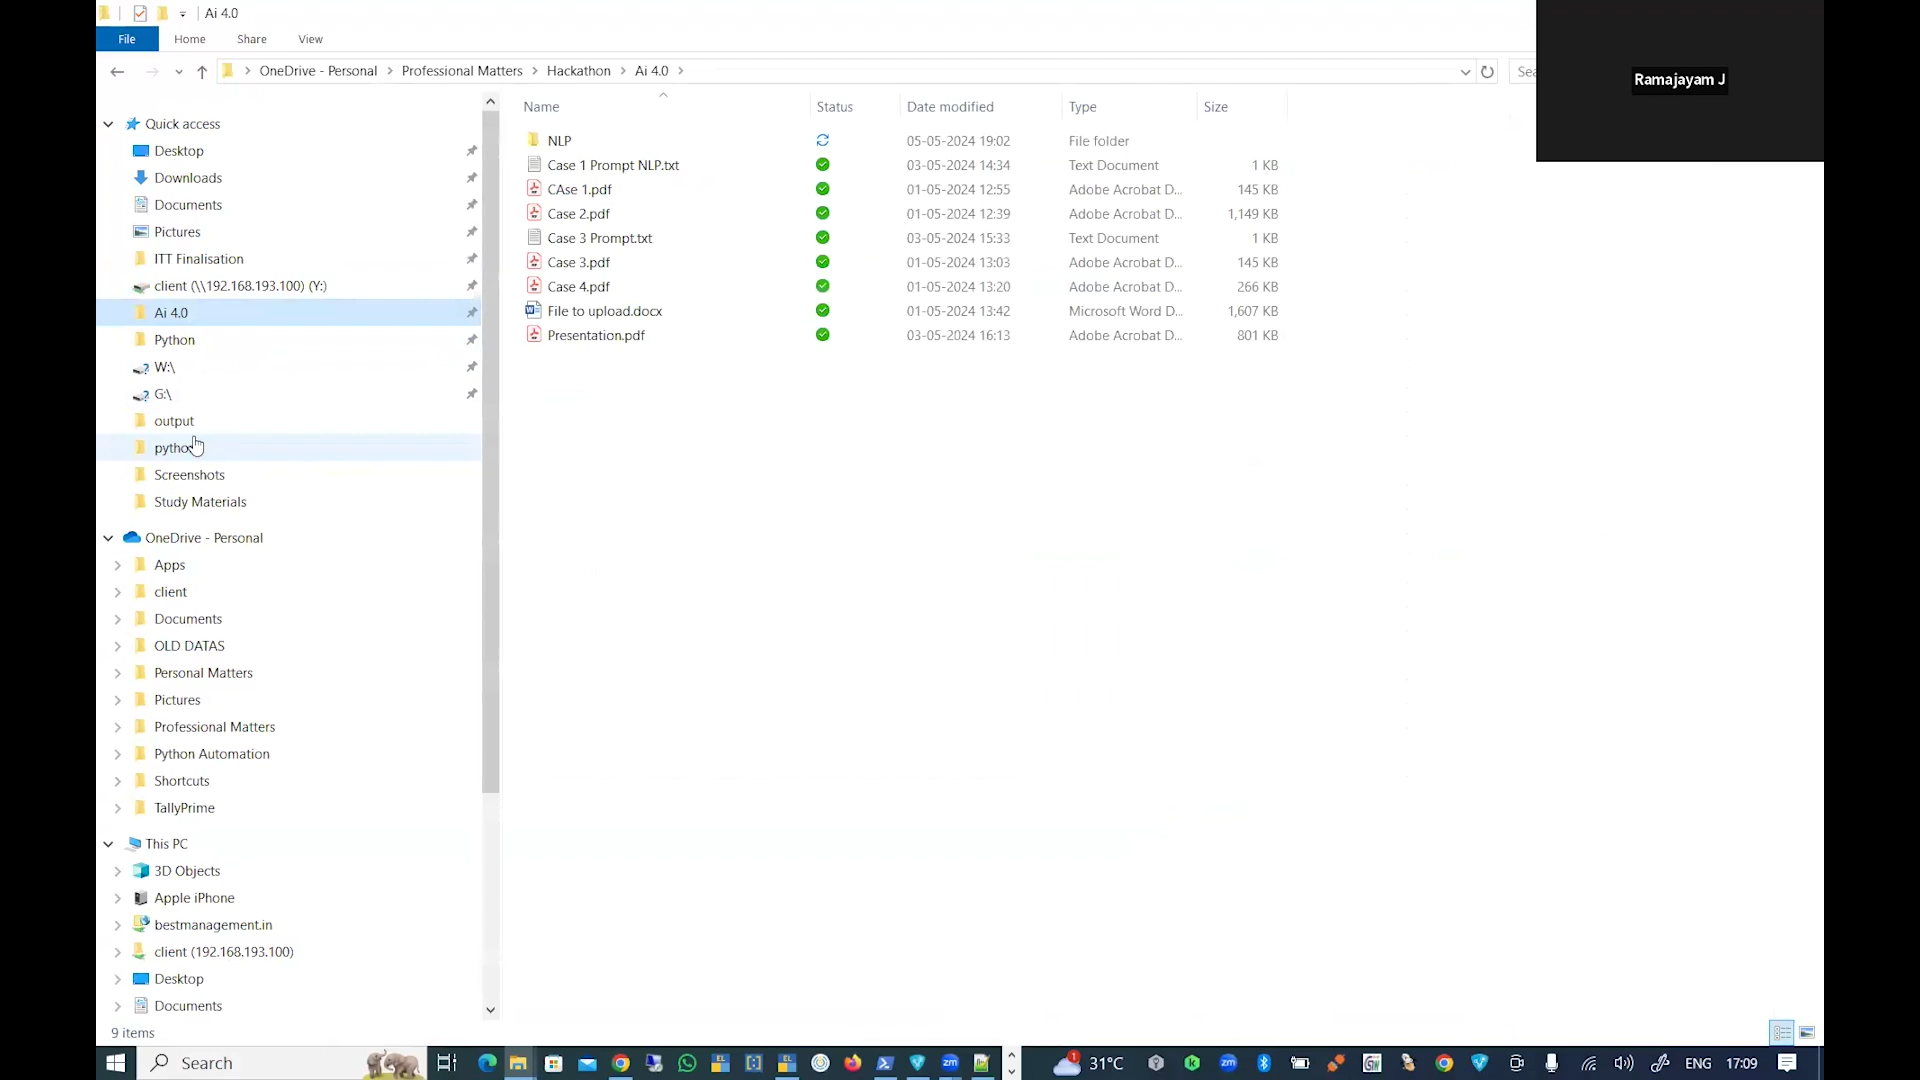 Ai 4.0
File Home Share View
OneDrive - Personal Professional Matters Hackathon Ai 4.0
Ramajayam J
Name Status Date modified Type Size
NLP 05-05-2024 19:02 File folder
Case 1 Prompt NLP.txt 03-05-2024 14:34 Text Document 1 KB
CAse 1.pdf 01-05-2024 12:55 Adobe Acrobat D... 145 KB
Case 2.pdf 01-05-2024 12:39 Adobe Acrobat D... 1,149 KB
Case 3 Prompt.txt 03-05-2024 15:33 Text Document 1 KB
Case 3.pdf 01-05-2024 13:03 Adobe Acrobat D... 145 KB
Case 4.pdf 01-05-2024 13:20 Adobe Acrobat D... 266 KB
File to upload.docx 01-05-2024 13:42 Microsoft Word D... 1,607 KB
Presentation.pdf 03-05-2024 16:13 Adobe Acrobat D... 801 KB
Quick access
Desktop
Downloads
Documents
Pictures
ITT Finalisation
client (\\192.168.193.100) (Y:)
Ai 4.0
Python
W:\
G:\
output
Screenshots
Study Materials
OneDrive - Personal
Apps
client
Documents
OLD DATAS
Personal Matters
Pictures
Professional Matters
Python Automation
Shortcuts
TallyPrime
This PC
3D Objects
Apple iPhone
bestmanagement.in
client (192.168.193.100)
Desktop
Documents
9 items
Search 31°C ENG 17:09